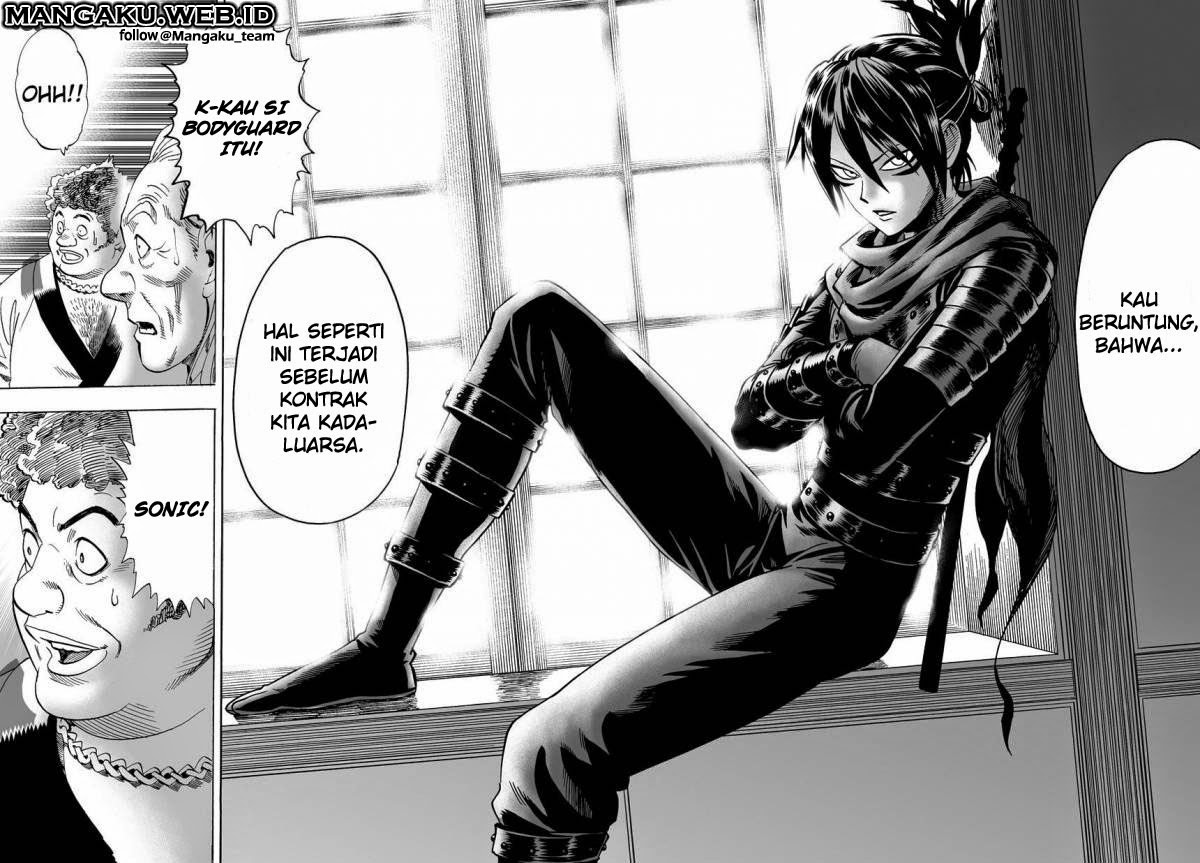 MANGAKU.WEB.ID
follow @Mangaku_team
KAU
BERUNTUNG,
BAHWA...
HAL SEPERTI
INI TERJADI
SEBELUM
KONTRAK
KITA KADA-
LUARSA.
K-KAU SI
BODYGUARD
ITU!
OHH!!
SONIC!